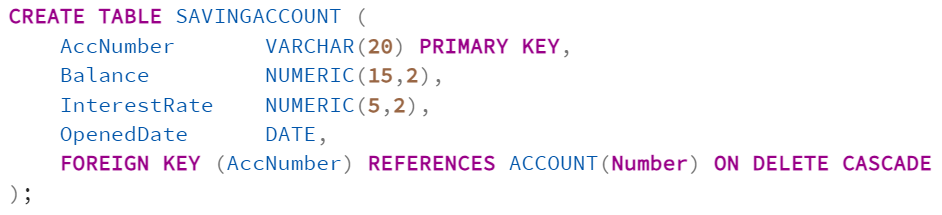 CREATE TABLE SAVINGACCOUNT (
    AccNumber       VARCHAR(20) PRIMARY KEY,
    Balance         NUMERIC(15,2),
    InterestRate    NUMERIC(5,2),
    OpenedDate      DATE,
    FOREIGN KEY (AccNumber) REFERENCES ACCOUNT(Number) ON DELETE CASCADE
);